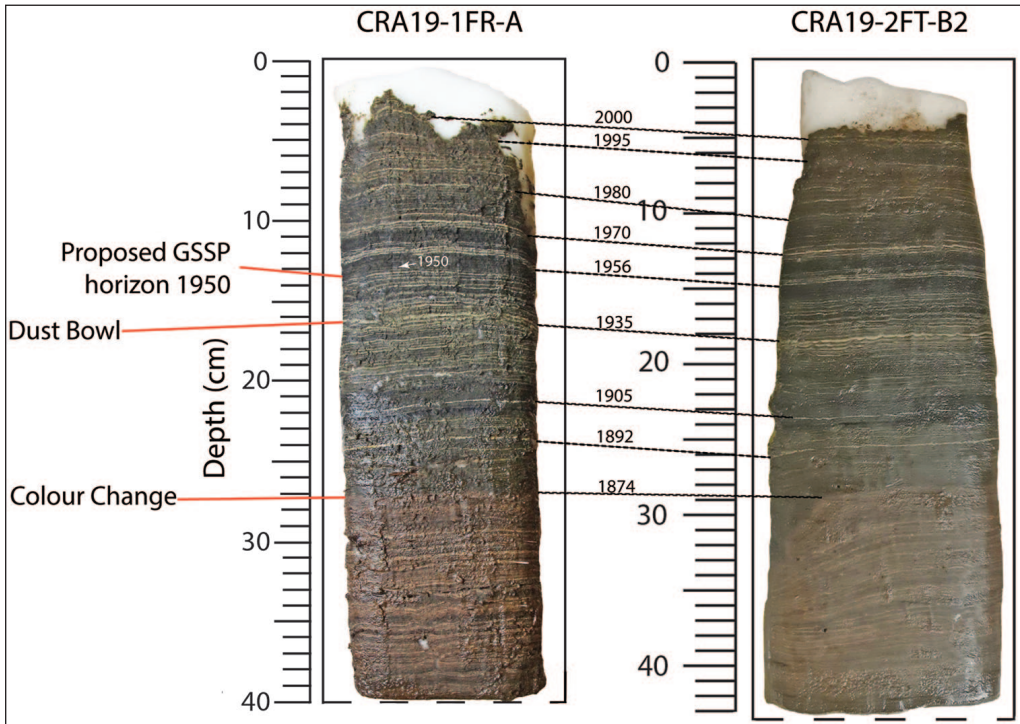 CRA19-1FR-A
CRA19-2FT-B2
0
10
20
30
40
Depth (cm)
Proposed GSSP
horizon 1950
Dust Bowl
Colour Change
1950
2000
1995
1980
1970
1956
1935
1905
1892
1874
0
10
20
30
40